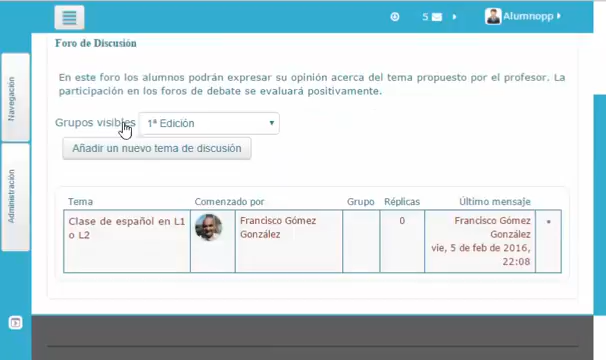 5
Alumnopp
Foro de Discusión
En este foro los alumnos podrán expresar su opinión acerca del tema propuesto por el profesor. La
participación en los foros de debate se evaluará positivamente.
Navegación
Grupos visibles
1ª Edición
Añadir un nuevo tema de discusión
Administración
Tema
Comenzado por
Grupo
Réplicas
Último mensaje
Clase de español en L1
o L2
Francisco Gómez
González
0
Francisco Gómez
González
vie, 5 de feb de 2016,
22:08